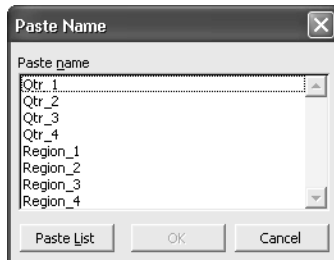 Paste Name
Paste name
Qtr_1
Qtr_2
Qtr_3
Qtr_4
Region_1
Region_2
Region_3
Region_4
Paste List
OK
Cancel